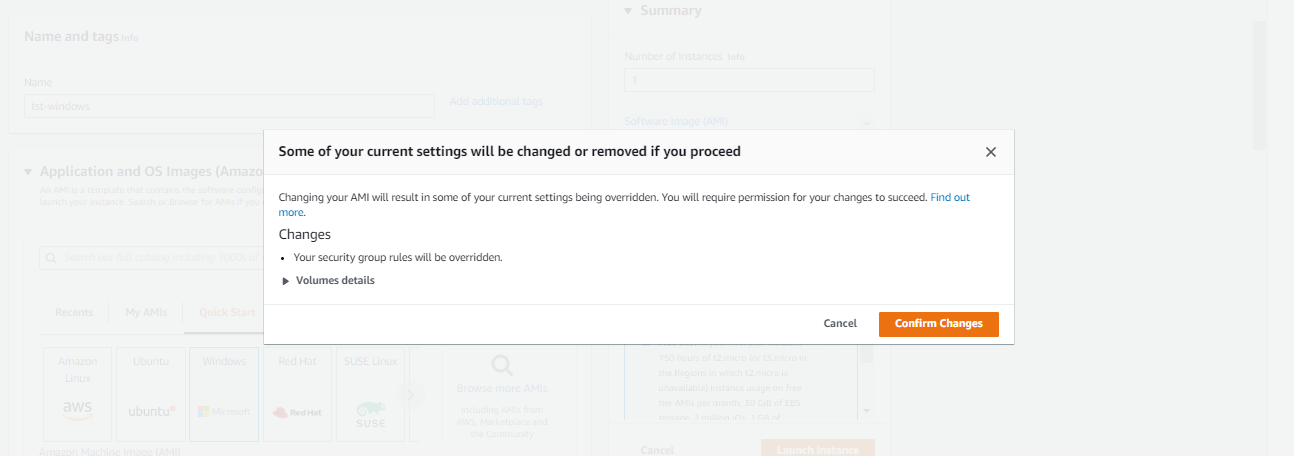 Summary
Name and tags Info
Number of instances Info
Name
1
tst-windows
Add additional tags
Software Image (AMI)
Some of your current settings will be changed or removed if you proceed
Application and OS Images (Amazo
An AMI is a template that contains the software config
launch your instance. Search or Browse for AMIs if you
Changing your AMI will result in some of your current settings being overridden. You will require permission for your changes to succeed. Find out
more.
Changes
Search our full catalog including 1000s of
Your security group rules will be overridden.
Volumes details
Recents
My AMIs
Quick Start
Cancel
Confirm Changes
Amazon
Linux
aws
Ubuntu
ubuntu
Windows
Microsoft
Red Hat
Red Hat
SUSE Linux
SUSE
Browse more AMIs
Including AMIs from
AWS, Marketplace and
the Community
750 hours of t2.micro (or t3.micro in
the Regions in which t2.micro is
unavailable) instance usage on free
tier AMIs per month, 30 GiB of EBS
storage, 2 million IOs, 1 GB of
Amazon Machine Image (AMI)
Cancel
Launch instance